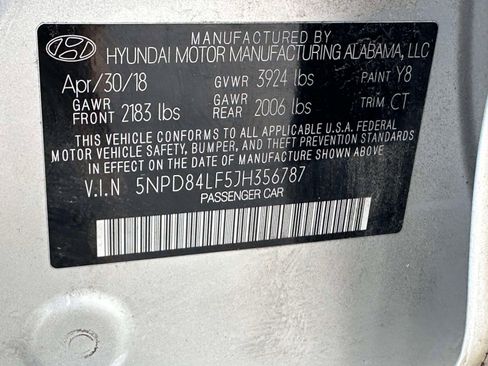 MANUFACTURED BY
HYUNDAI MOTOR MANUFACTURING ALABAMA, LLC
Apr/30/18 GVWR 3924 lbs PAINT Y8
GAWR FRONT 2183 lbs GAWR REAR 2006 lbs TRIM CT
THIS VEHICLE CONFORMS TO ALL APPLICABLE U.S.A. FEDERAL
MOTOR VEHICLE SAFETY, BUMPER, AND THEFT PREVENTION STANDARDS
IN EFFECT ON THE DATE OF MANUFACTURE SHOWN ABOVE.
V.I.N 5NPD84LF5JH356787
PASSENGER CAR